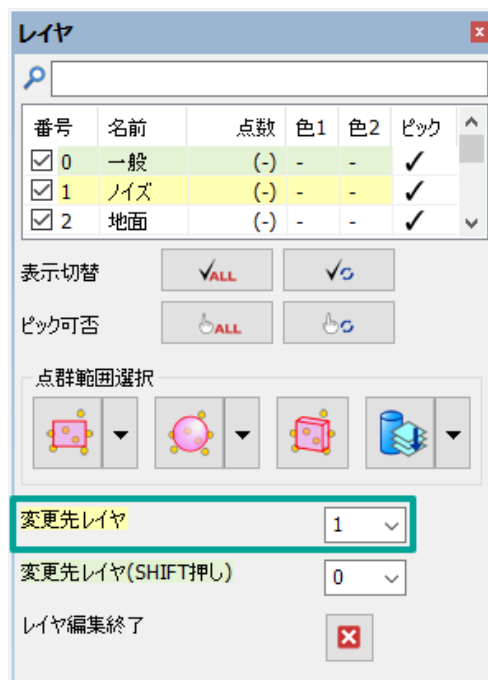 レイヤ
番号 名前 点数 色1 色2 ピック
0 一般 (-) - -
1 ノイズ (-) - -
2 地面 (-) - -
表示切替 ALL
ピック可否 ALL
点群範囲選択
変更先レイヤ 1
変更先レイヤ(SHIFT押し) 0
レイヤ編集終了